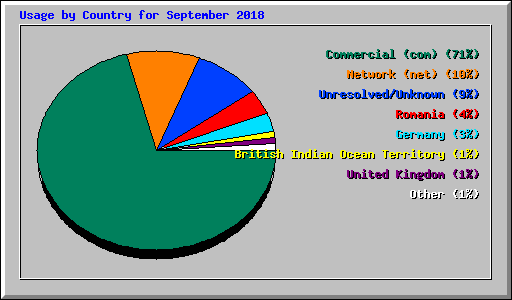 Usage by Country for September 2018
Commercial (com) (71%)
Network (net) (10%)
Unresolved/Unknown (9%)
Romania (4%)
Germany (3%)
British Indian Ocean Territory (1%)
United Kingdom (1%)
Other (1%)